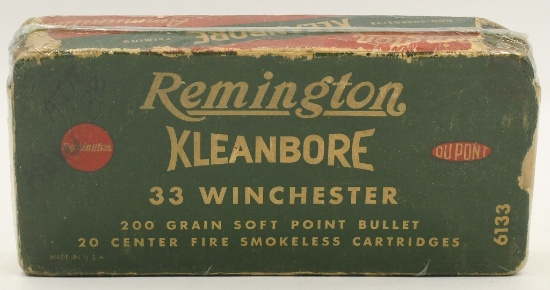 Remington
KLEANBORE
Remington
DU PONT
33 WINCHESTER
200 GRAIN SOFT POINT BULLET
20 CENTER FIRE SMOKELESS CARTRIDGES
6133
MADE IN U.S.A.